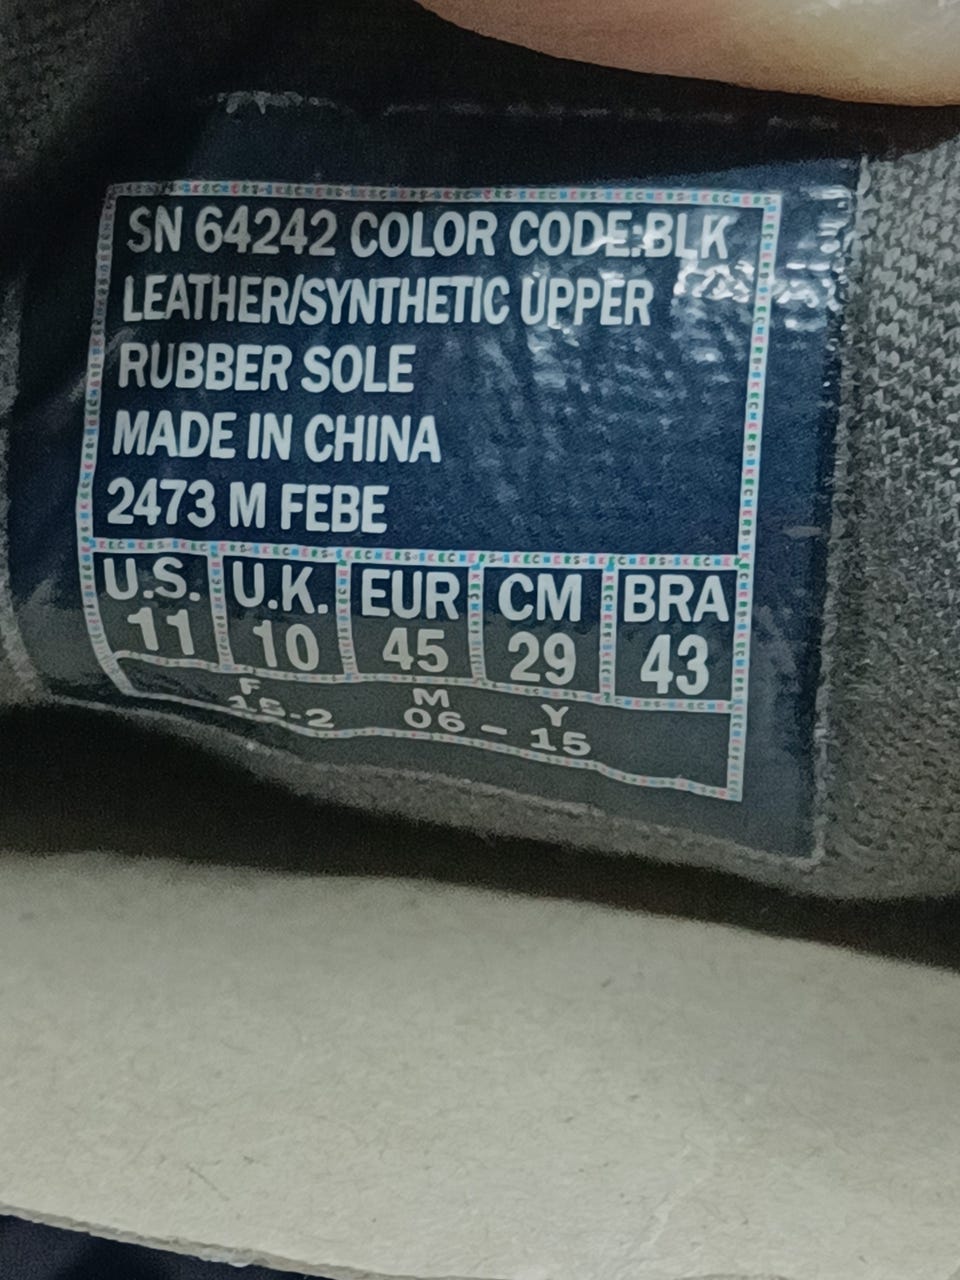 SN 64242 COLOR CODE:BLK
LEATHER/SYNTHETIC UPPER
RUBBER SOLE
MADE IN CHINA
2473 M FEBE
U.S. U.K. EUR CM BRA
11 10 45 29 43
F M Y
15-2 06 - 15